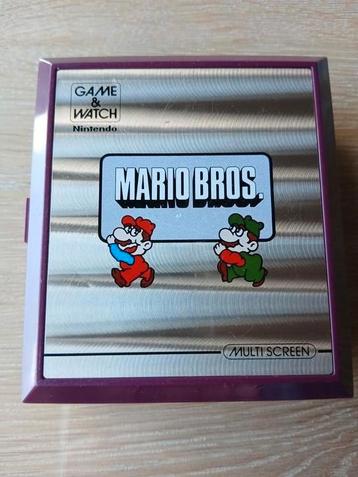 GAME
&
WATCH
Nintendo
MARIO BROS.
MULTI SCREEN